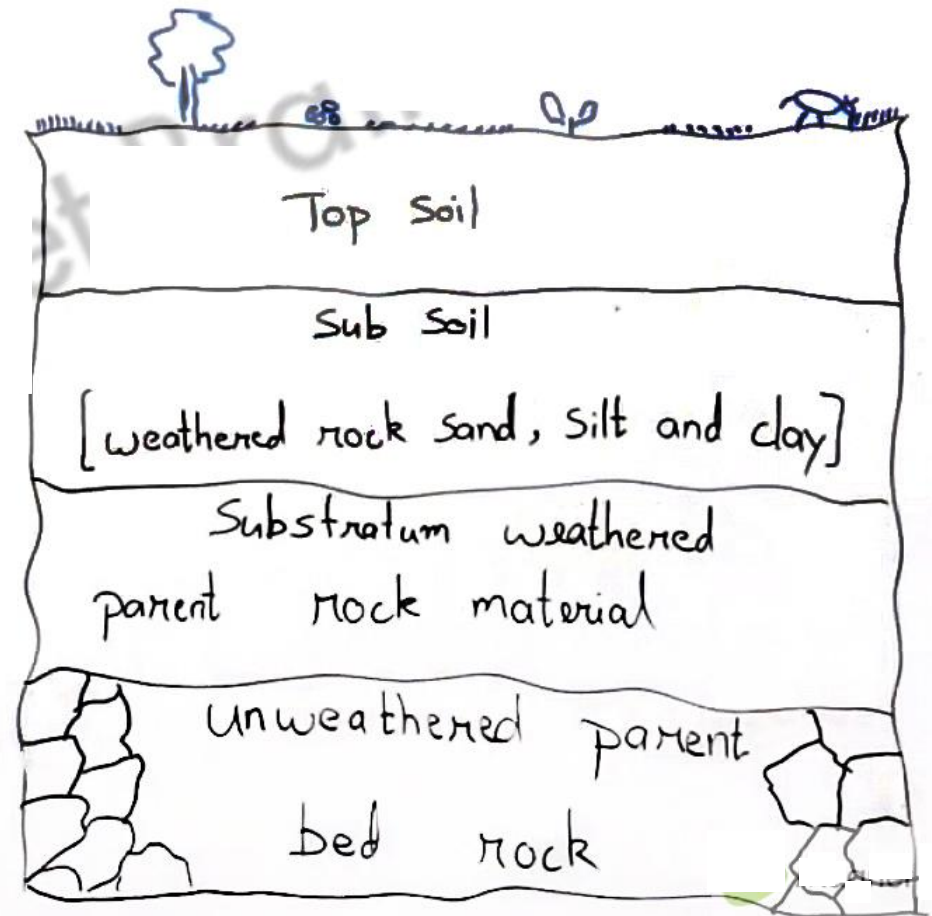 Top Soil
Sub Soil
[weathered rock sand, silt and clay]
Substratum weathered
parent rock material
unweathered parent
bed rock